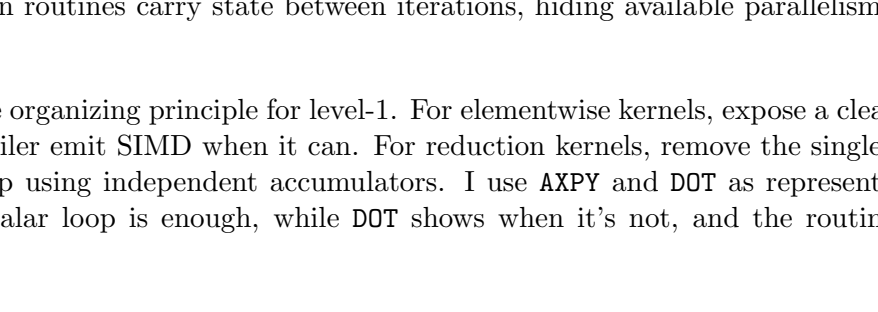 n routines carry state between iterations, hiding available parallelism
e organizing principle for level-1. For elementwise kernels, expose a clea
iler emit SIMD when it can. For reduction kernels, remove the single
p using independent accumulators. I use AXPY and DOT as represent
alar loop is enough, while DOT shows when it's not, and the routin